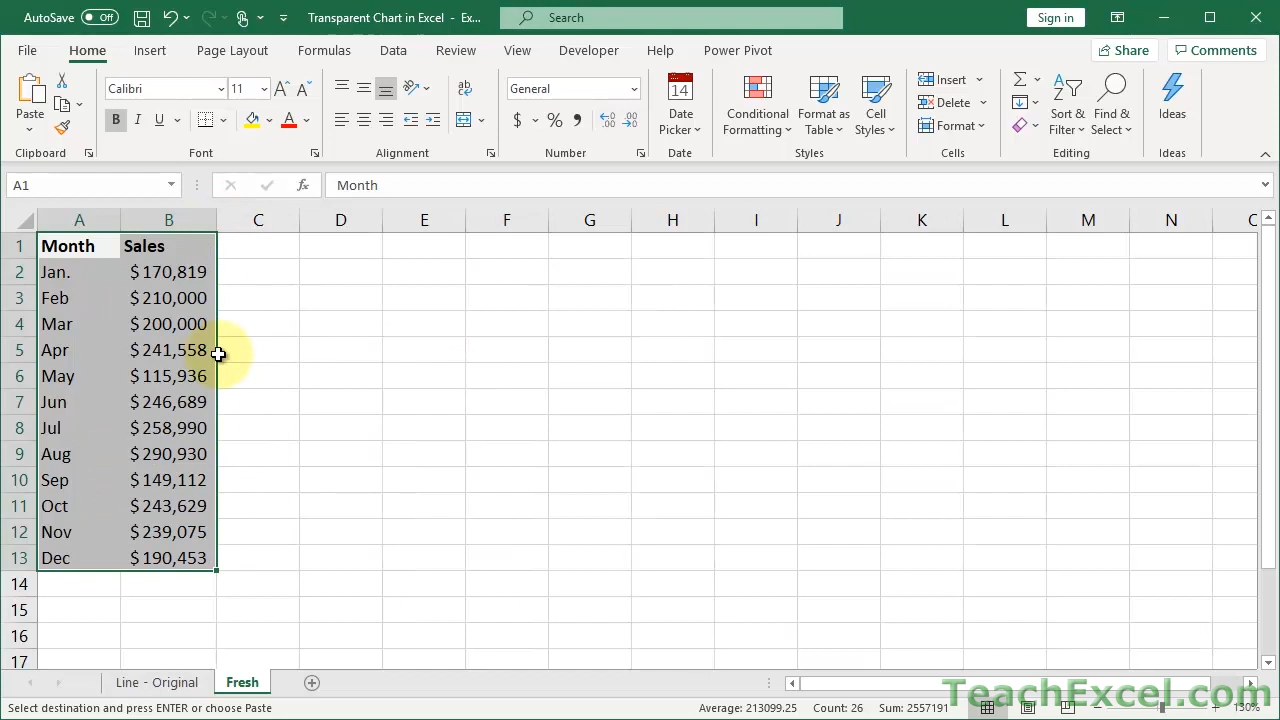 AutoSave Off Transparent Chart in Excel - Ex... Search Sign in
File Home Insert Page Layout Formulas Data Review View Developer Help Power Pivot Share Comments
Paste
Calibri 11
B I U
General
$ % 9
14
Date Picker
Conditional Formatting
Format as Table
Cell Styles
Insert
Delete
Format
Sort & Filter
Find & Select
Ideas
Clipboard Font Alignment Number Date Styles Cells Editing Ideas
A1 fx Month
A B C D E F G H I J K L M N
1 Month Sales
2 Jan. $ 170,819
3 Feb $ 210,000
4 Mar $ 200,000
5 Apr $ 241,558
6 May $ 115,936
7 Jun $ 246,689
8 Jul $ 258,990
9 Aug $ 290,930
10 Sep $ 149,112
11 Oct $ 243,629
12 Nov $ 239,075
13 Dec $ 190,453
14
15
16
17
Line - Original Fresh
Select destination and press ENTER or choose Paste Average: 213099.25 Count: 26 Sum: 2557191 130%
TeachExcel.com